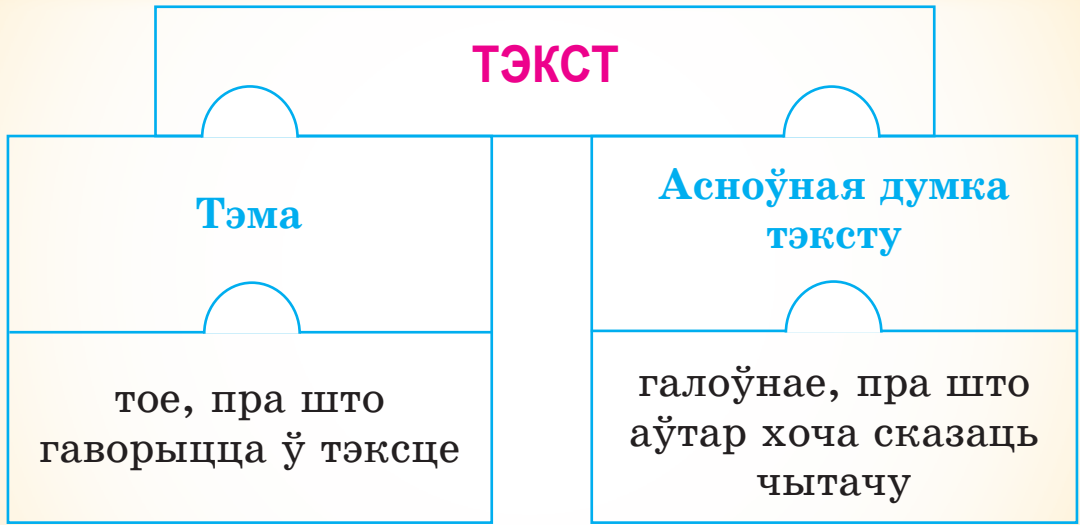 ТЭКСТ
Тэма
тое, пра што
гаворыцца ў тэксце
Асноўная думка
тэксту
галоўнае, пра што
аўтар хоча сказаць
чытачу